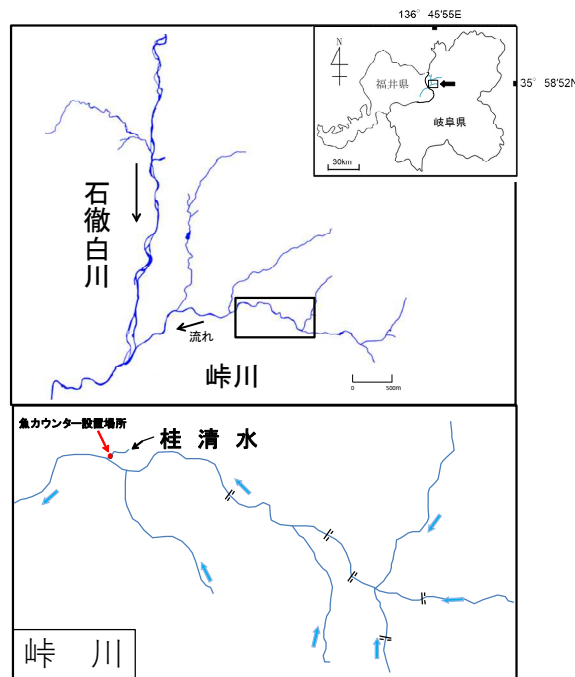 136° 45'55E
N
福井県
35° 58'52N
岐阜県
30km
石徹白川
流れ
峠川
0 500m
魚カウンター設置場所
桂 清 水
峠 川